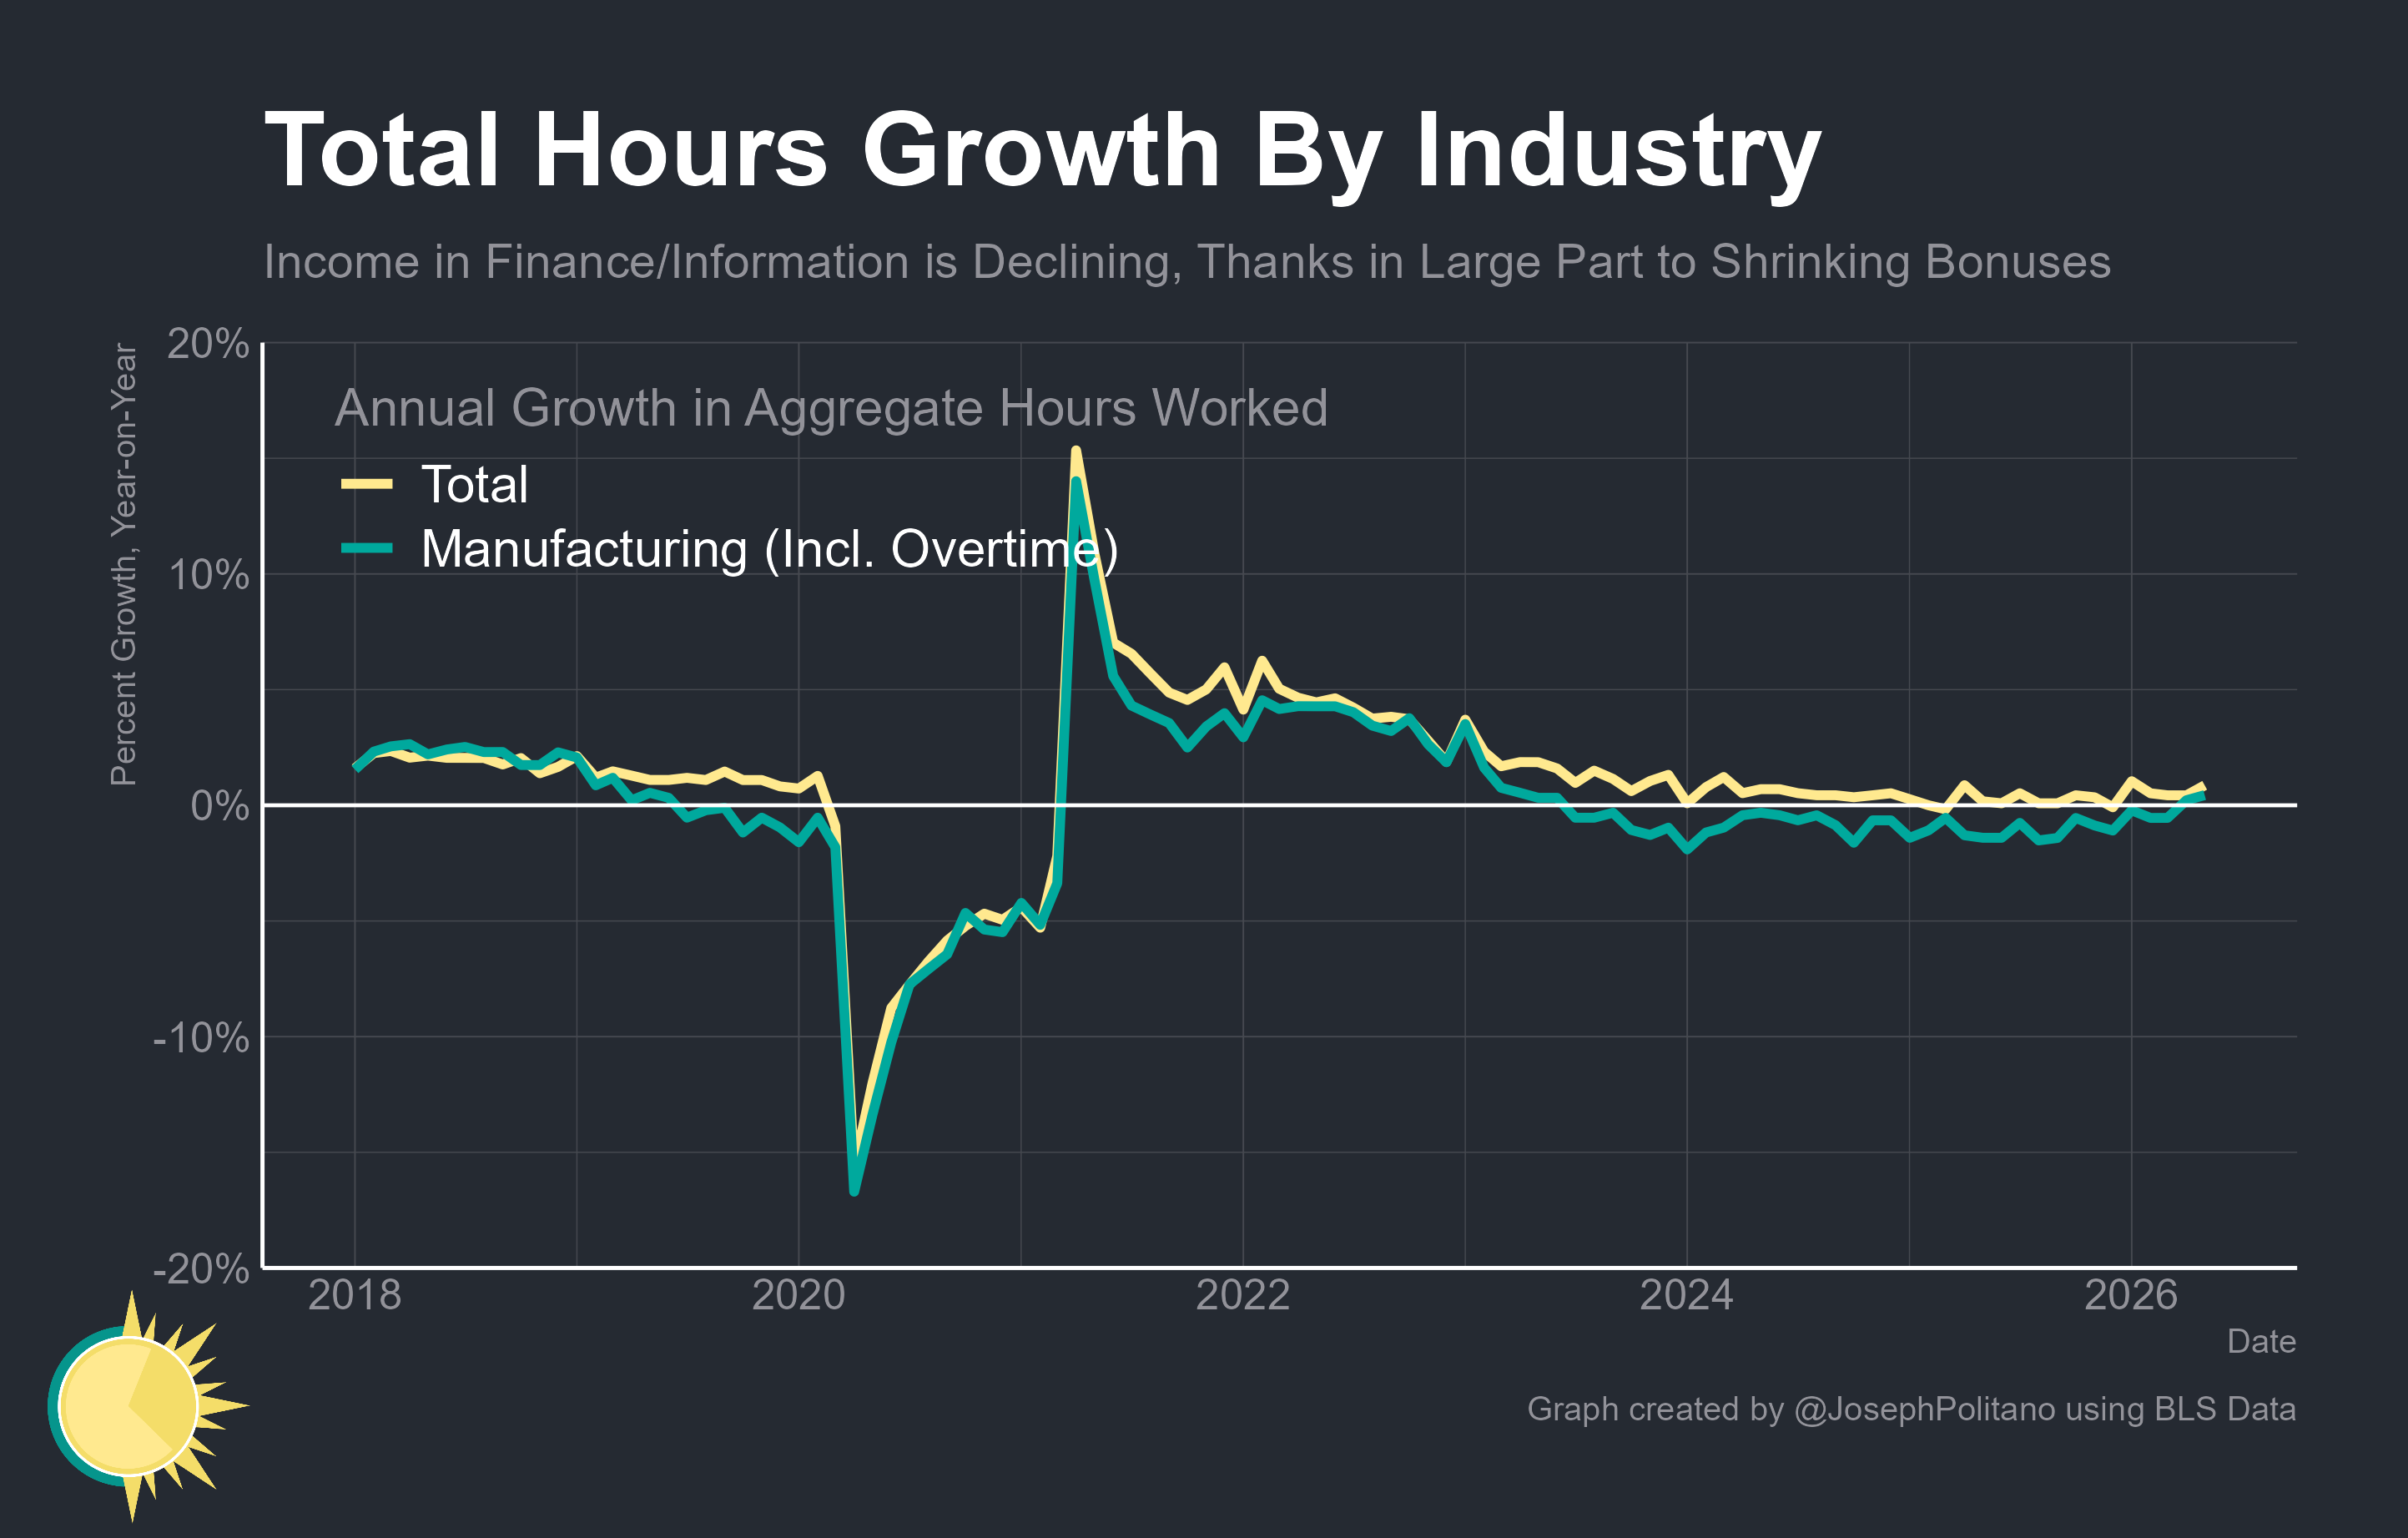 Total Hours Growth By Industry
Income in Finance/Information is Declining, Thanks in Large Part to Shrinking Bonuses
Percent Growth, Year-on-Year
20%
10%
0%
-10%
-20%
Annual Growth in Aggregate Hours Worked
Total
Manufacturing (Incl. Overtime)
2018 2020 2022 2024 2026
Date
Graph created by @JosephPolitano using BLS Data